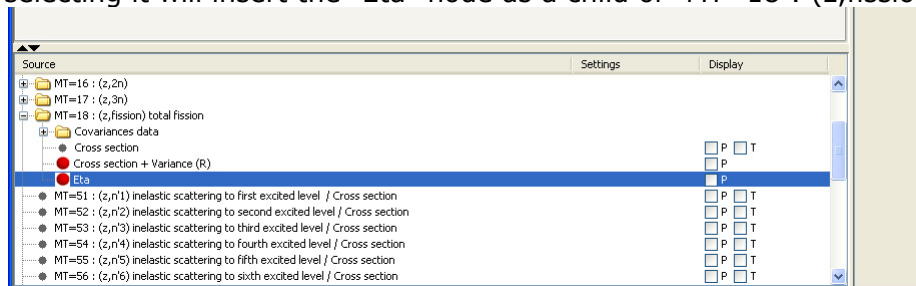 Source Settings Display
MT=16 : (z,2n)
MT=17 : (z,3n)
MT=18 : (z,fission) total fission
Covariances data
Cross section P T
Cross section + Variance (R) P
Eta P
MT=51 : (z,n'1) inelastic scattering to first excited level / Cross section P T
MT=52 : (z,n'2) inelastic scattering to second excited level / Cross section P T
MT=53 : (z,n'3) inelastic scattering to third excited level / Cross section P T
MT=54 : (z,n'4) inelastic scattering to fourth excited level / Cross section P T
MT=55 : (z,n'5) inelastic scattering to fifth excited level / Cross section P T
MT=56 : (z,n'6) inelastic scattering to sixth excited level / Cross section P T